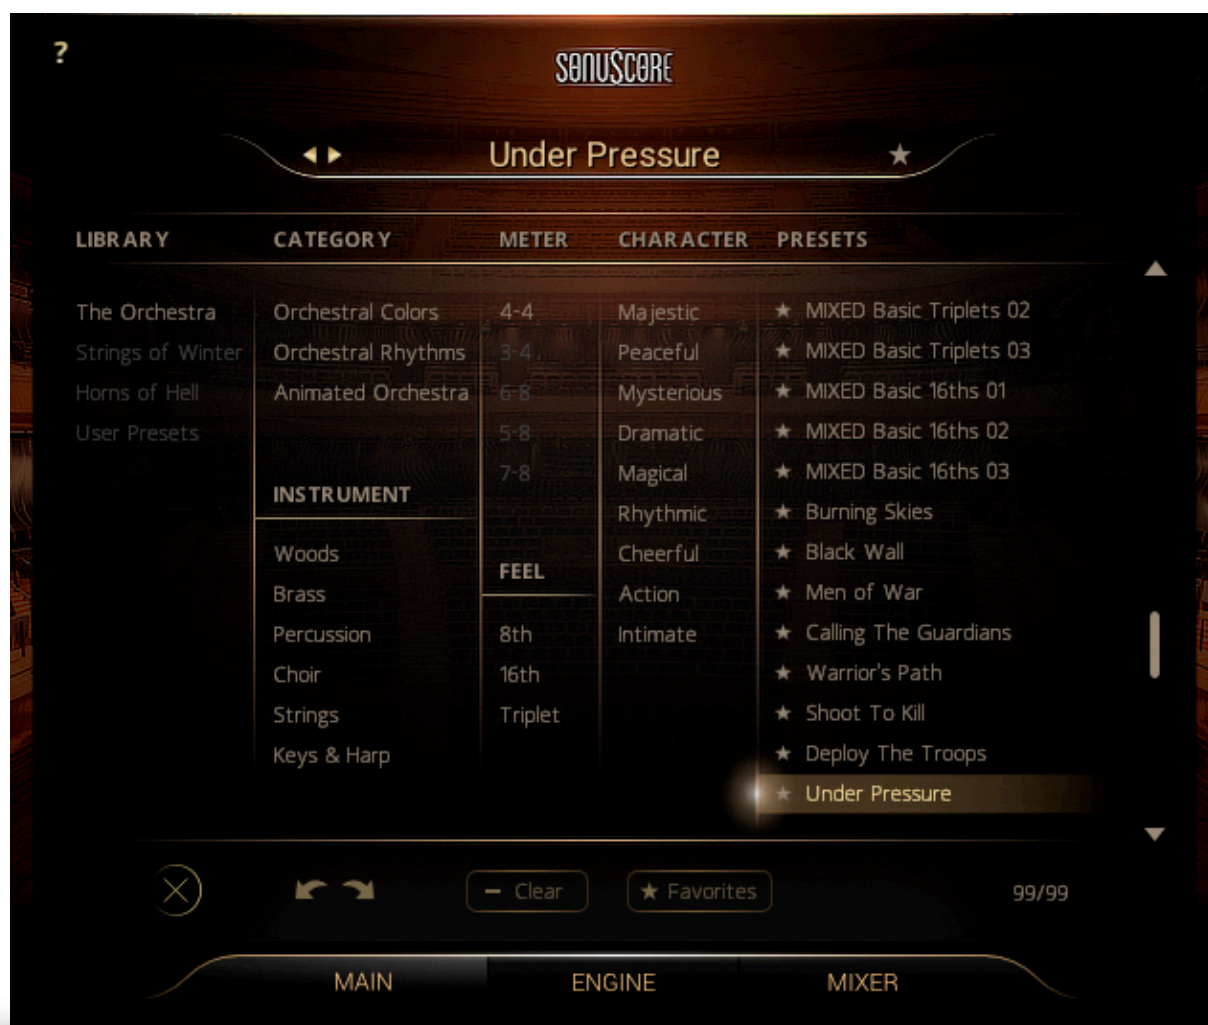 ?
SONUSCORE
Under Pressure
LIBRARY
CATEGORY
METER
CHARACTER
PRESETS
The Orchestra
Strings of Winter
Horns of Hell
User Presets
Orchestral Colors
Orchestral Rhythms
Animated Orchestra
INSTRUMENT
Woods
Brass
Percussion
Choir
Strings
Keys & Harp
4-4
3-4
6-8
5-8
7-8
FEEL
8th
16th
Triplet
Majestic
Peaceful
Mysterious
Dramatic
Magical
Rhythmic
Cheerful
Action
Intimate
★ MIXED Basic Triplets 02
★ MIXED Basic Triplets 03
★ MIXED Basic 16ths 01
★ MIXED Basic 16ths 02
★ MIXED Basic 16ths 03
★ Burning Skies
★ Black Wall
★ Men of War
★ Calling The Guardians
★ Warrior's Path
★ Shoot To Kill
★ Deploy The Troops
★ Under Pressure
− Clear
★ Favorites
99/99
MAIN
ENGINE
MIXER